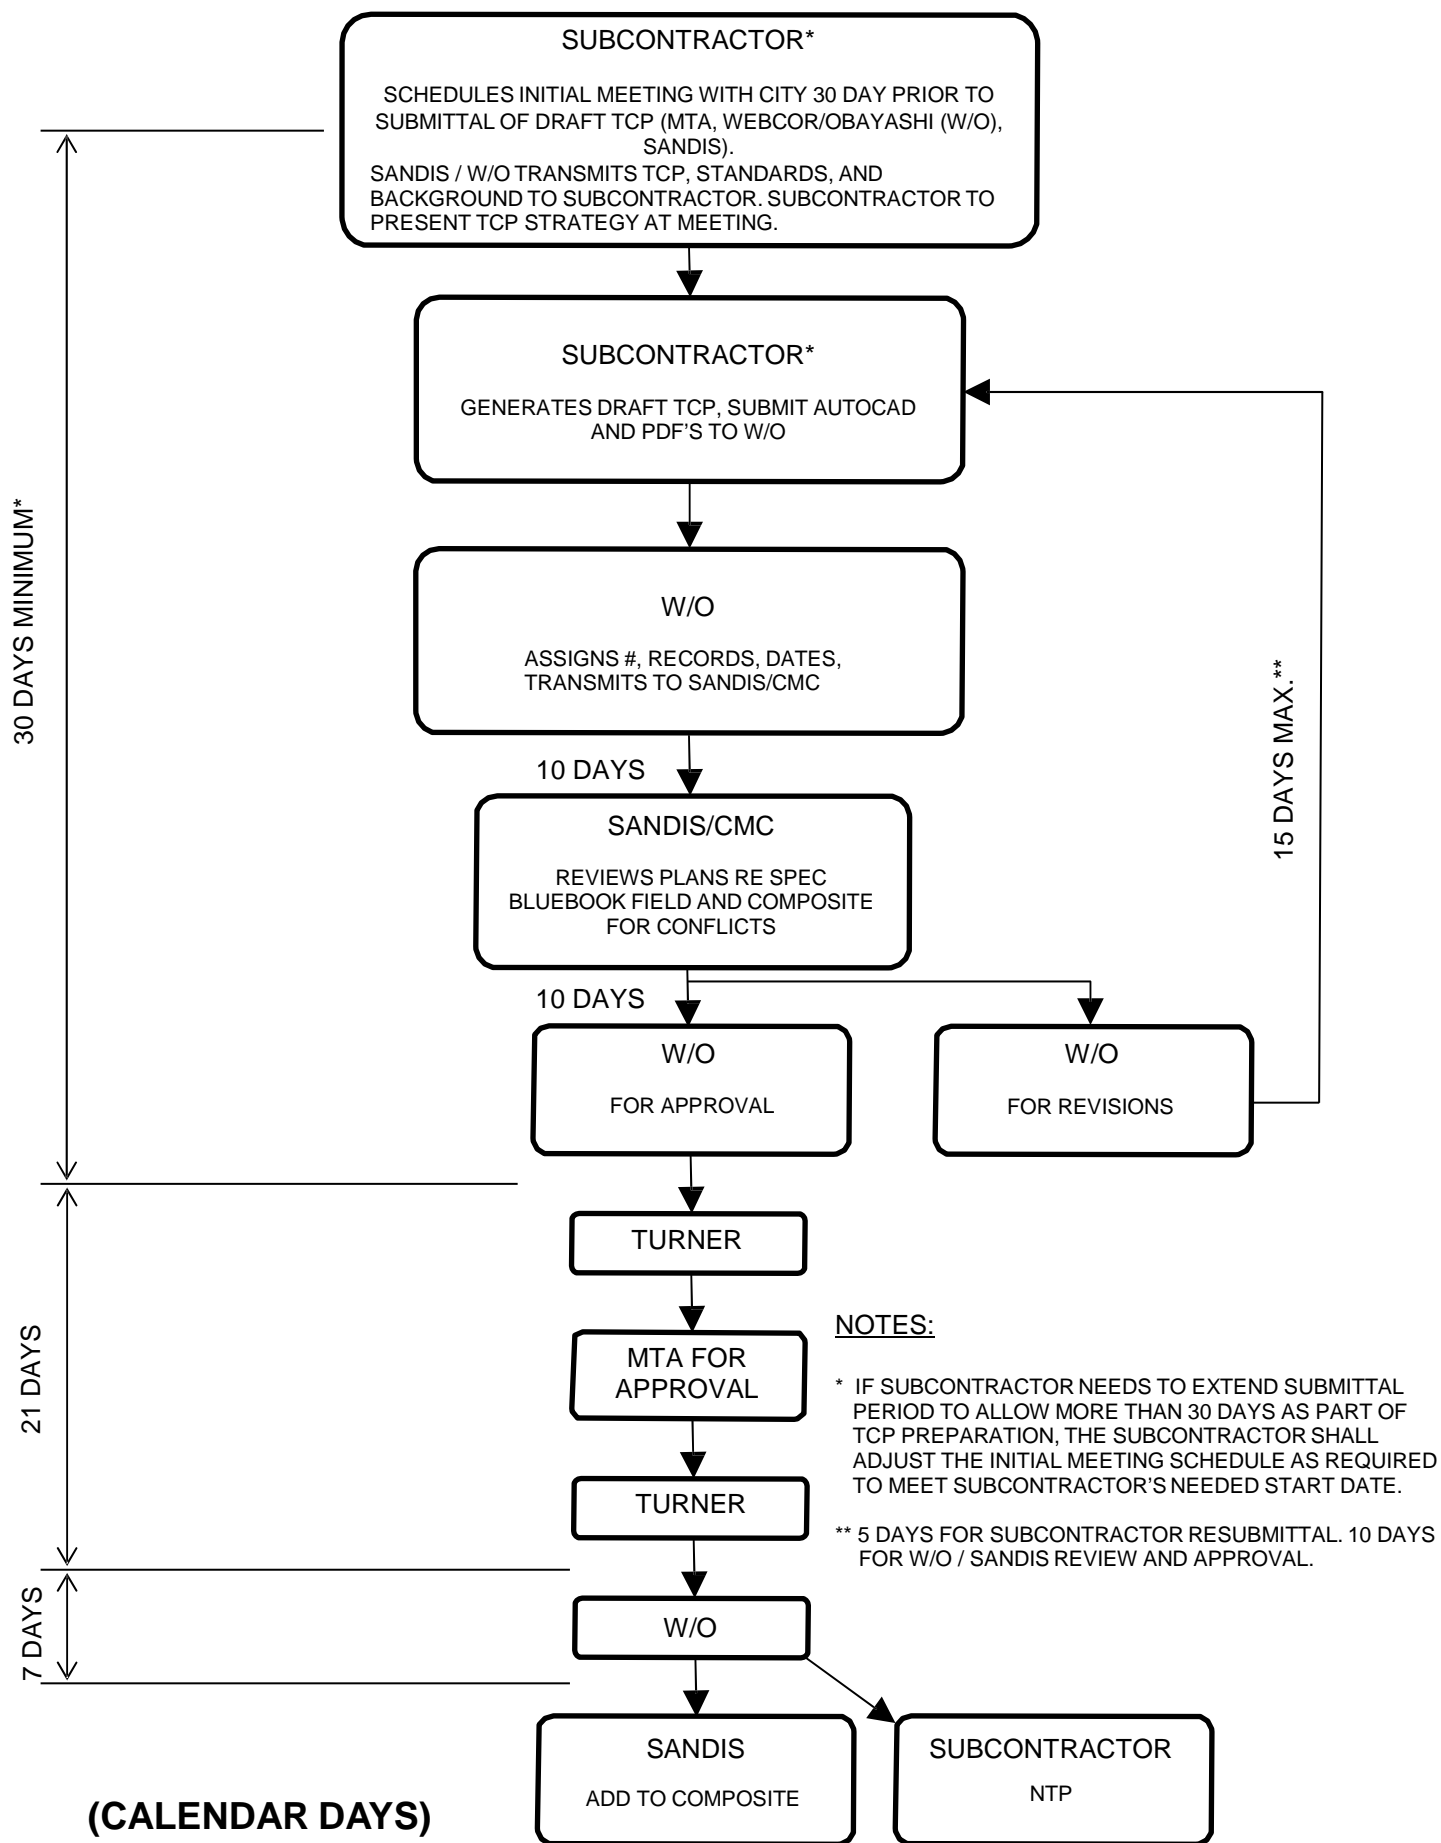 SUBCONTRACTOR*
SCHEDULES INITIAL MEETING WITH CITY 30 DAY PRIOR TO
SUBMITTAL OF DRAFT TCP (MTA, WEBCOR/OBAYASHI (W/O),
SANDIS).
SANDIS / W/O TRANSMITS TCP, STANDARDS, AND
BACKGROUND TO SUBCONTRACTOR. SUBCONTRACTOR TO
PRESENT TCP STRATEGY AT MEETING.
SUBCONTRACTOR*
GENERATES DRAFT TCP, SUBMIT AUTOCAD
AND PDF'S TO W/O
30 DAYS MINIMUM*
W/O
ASSIGNS #, RECORDS, DATES,
TRANSMITS TO SANDIS/CMC
15 DAYS MAX.**
10 DAYS
SANDIS/CMC
REVIEWS PLANS RE SPEC
BLUEBOOK FIELD AND COMPOSITE
FOR CONFLICTS
10 DAYS
W/O
FOR APPROVAL
W/O
FOR REVISIONS
TURNER
21 DAYS
MTA FOR
APPROVAL
TURNER
NOTES:
* IF SUBCONTRACTOR NEEDS TO EXTEND SUBMITTAL
PERIOD TO ALLOW MORE THAN 30 DAYS AS PART OF
TCP PREPARATION, THE SUBCONTRACTOR SHALL
ADJUST THE INITIAL MEETING SCHEDULE AS REQUIRED
TO MEET SUBCONTRACTOR'S NEEDED START DATE.
** 5 DAYS FOR SUBCONTRACTOR RESUBMITTAL. 10 DAYS
FOR W/O / SANDIS REVIEW AND APPROVAL.
7 DAYS
W/O
SANDIS
ADD TO COMPOSITE
SUBCONTRACTOR
NTP
(CALENDAR DAYS)